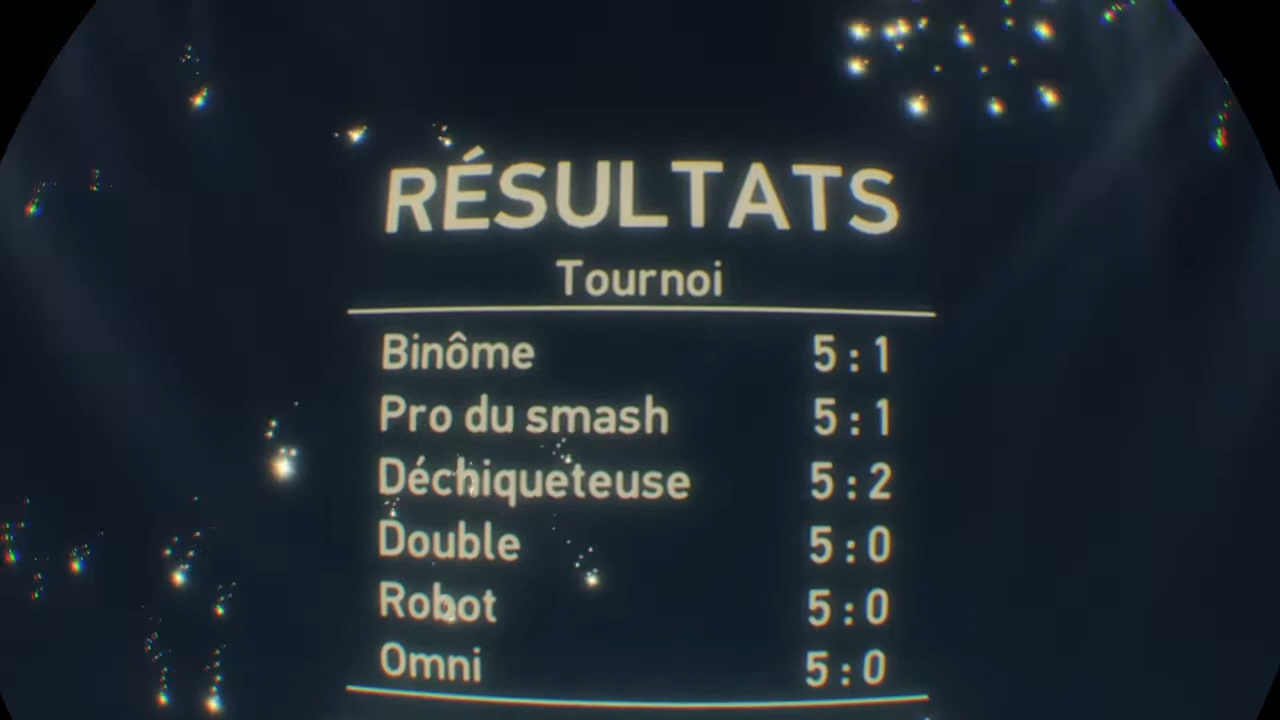 RÉSULTATS
Tournoi
Binôme 5 : 1
Pro du smash 5 : 1
Déchiqueteuse 5 : 2
Double 5 : 0
Robot 5 : 0
Omni 5 : 0